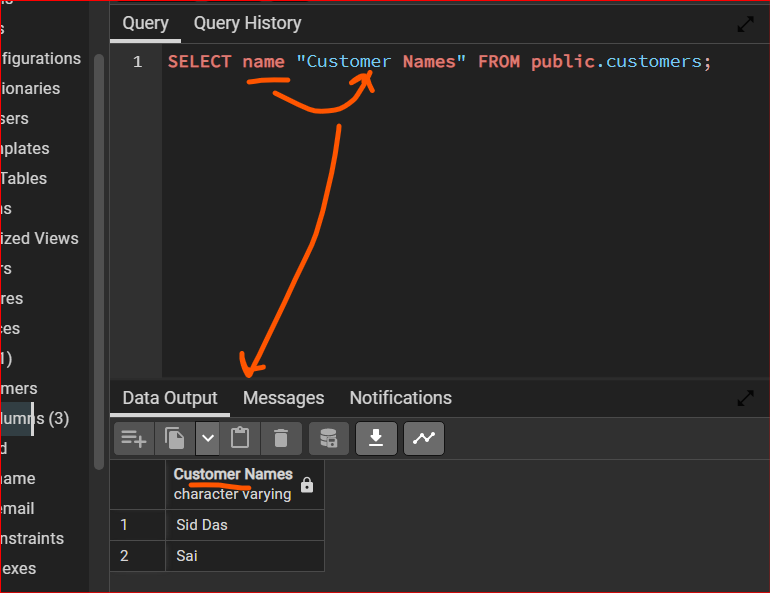 Query Query History
1 SELECT name "Customer Names" FROM public.customers;
figurations
ionaries
sers
nplates
Tables
ns
ized Views
rs
res
ces
1)
mers
lumns (3)
d
name
email
nstraints
exes
Data Output Messages Notifications
Customer Names
character varying
1 Sid Das
2 Sai